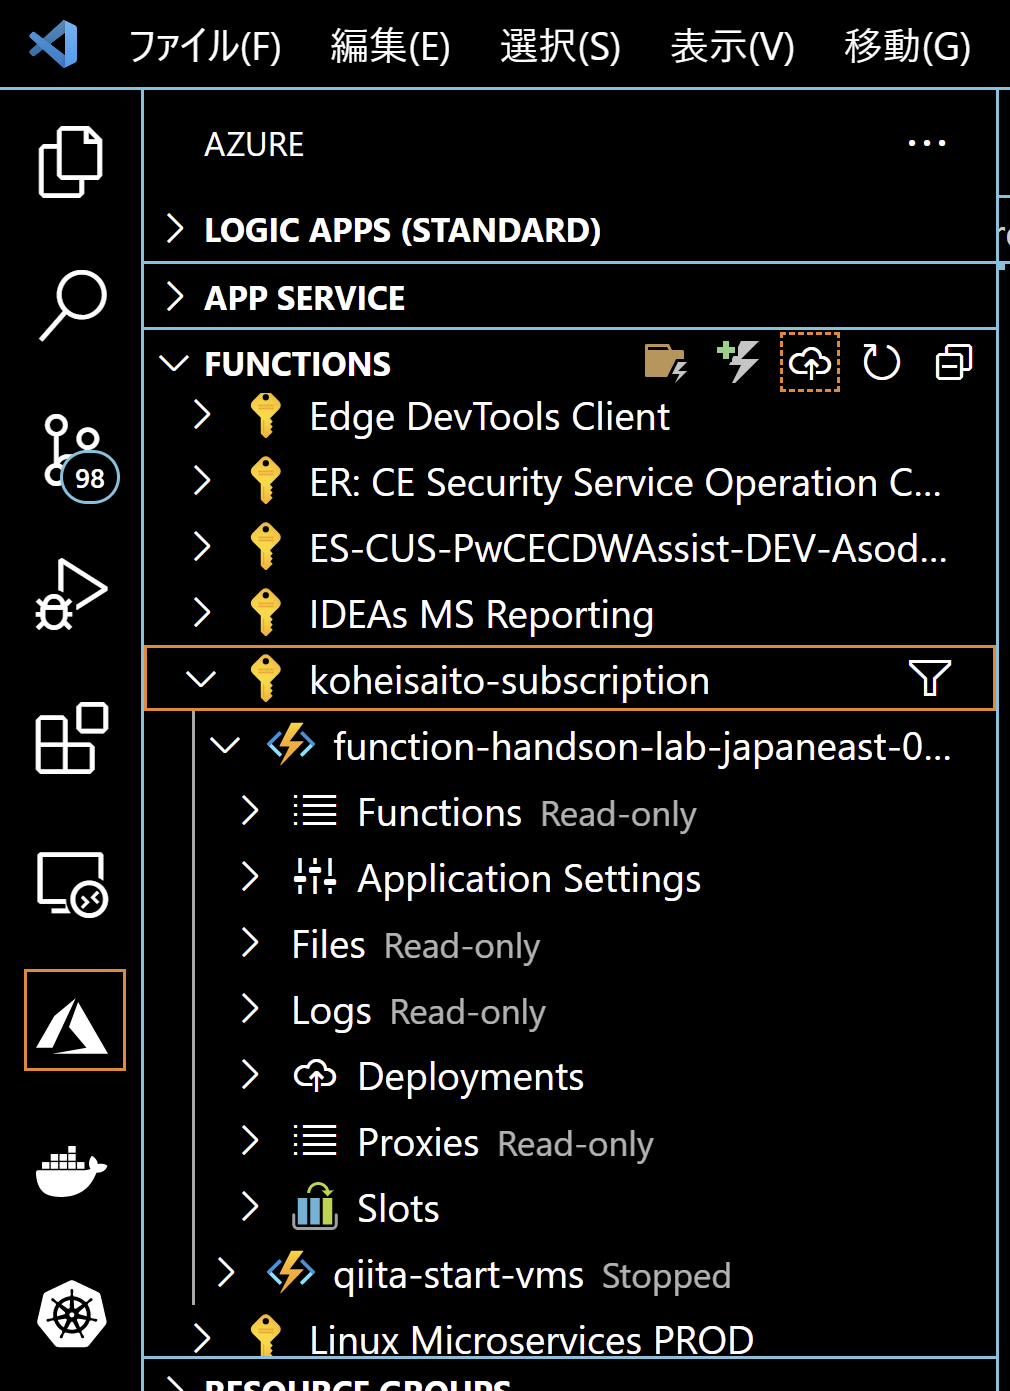 ファイル(F) 編集(E) 選択(S) 表示(V) 移動(G)
AZURE
LOGIC APPS (STANDARD)
APP SERVICE
FUNCTIONS
Edge DevTools Client
ER: CE Security Service Operation C...
ES-CUS-PwCECDWAssist-DEV-Asod...
IDEAs MS Reporting
koheisaito-subscription
function-handson-lab-japaneast-0...
Functions Read-only
Application Settings
Files Read-only
Logs Read-only
Deployments
Proxies Read-only
Slots
qiita-start-vms Stopped
Linux Microservices PROD
RESOURCE GROUPS
98